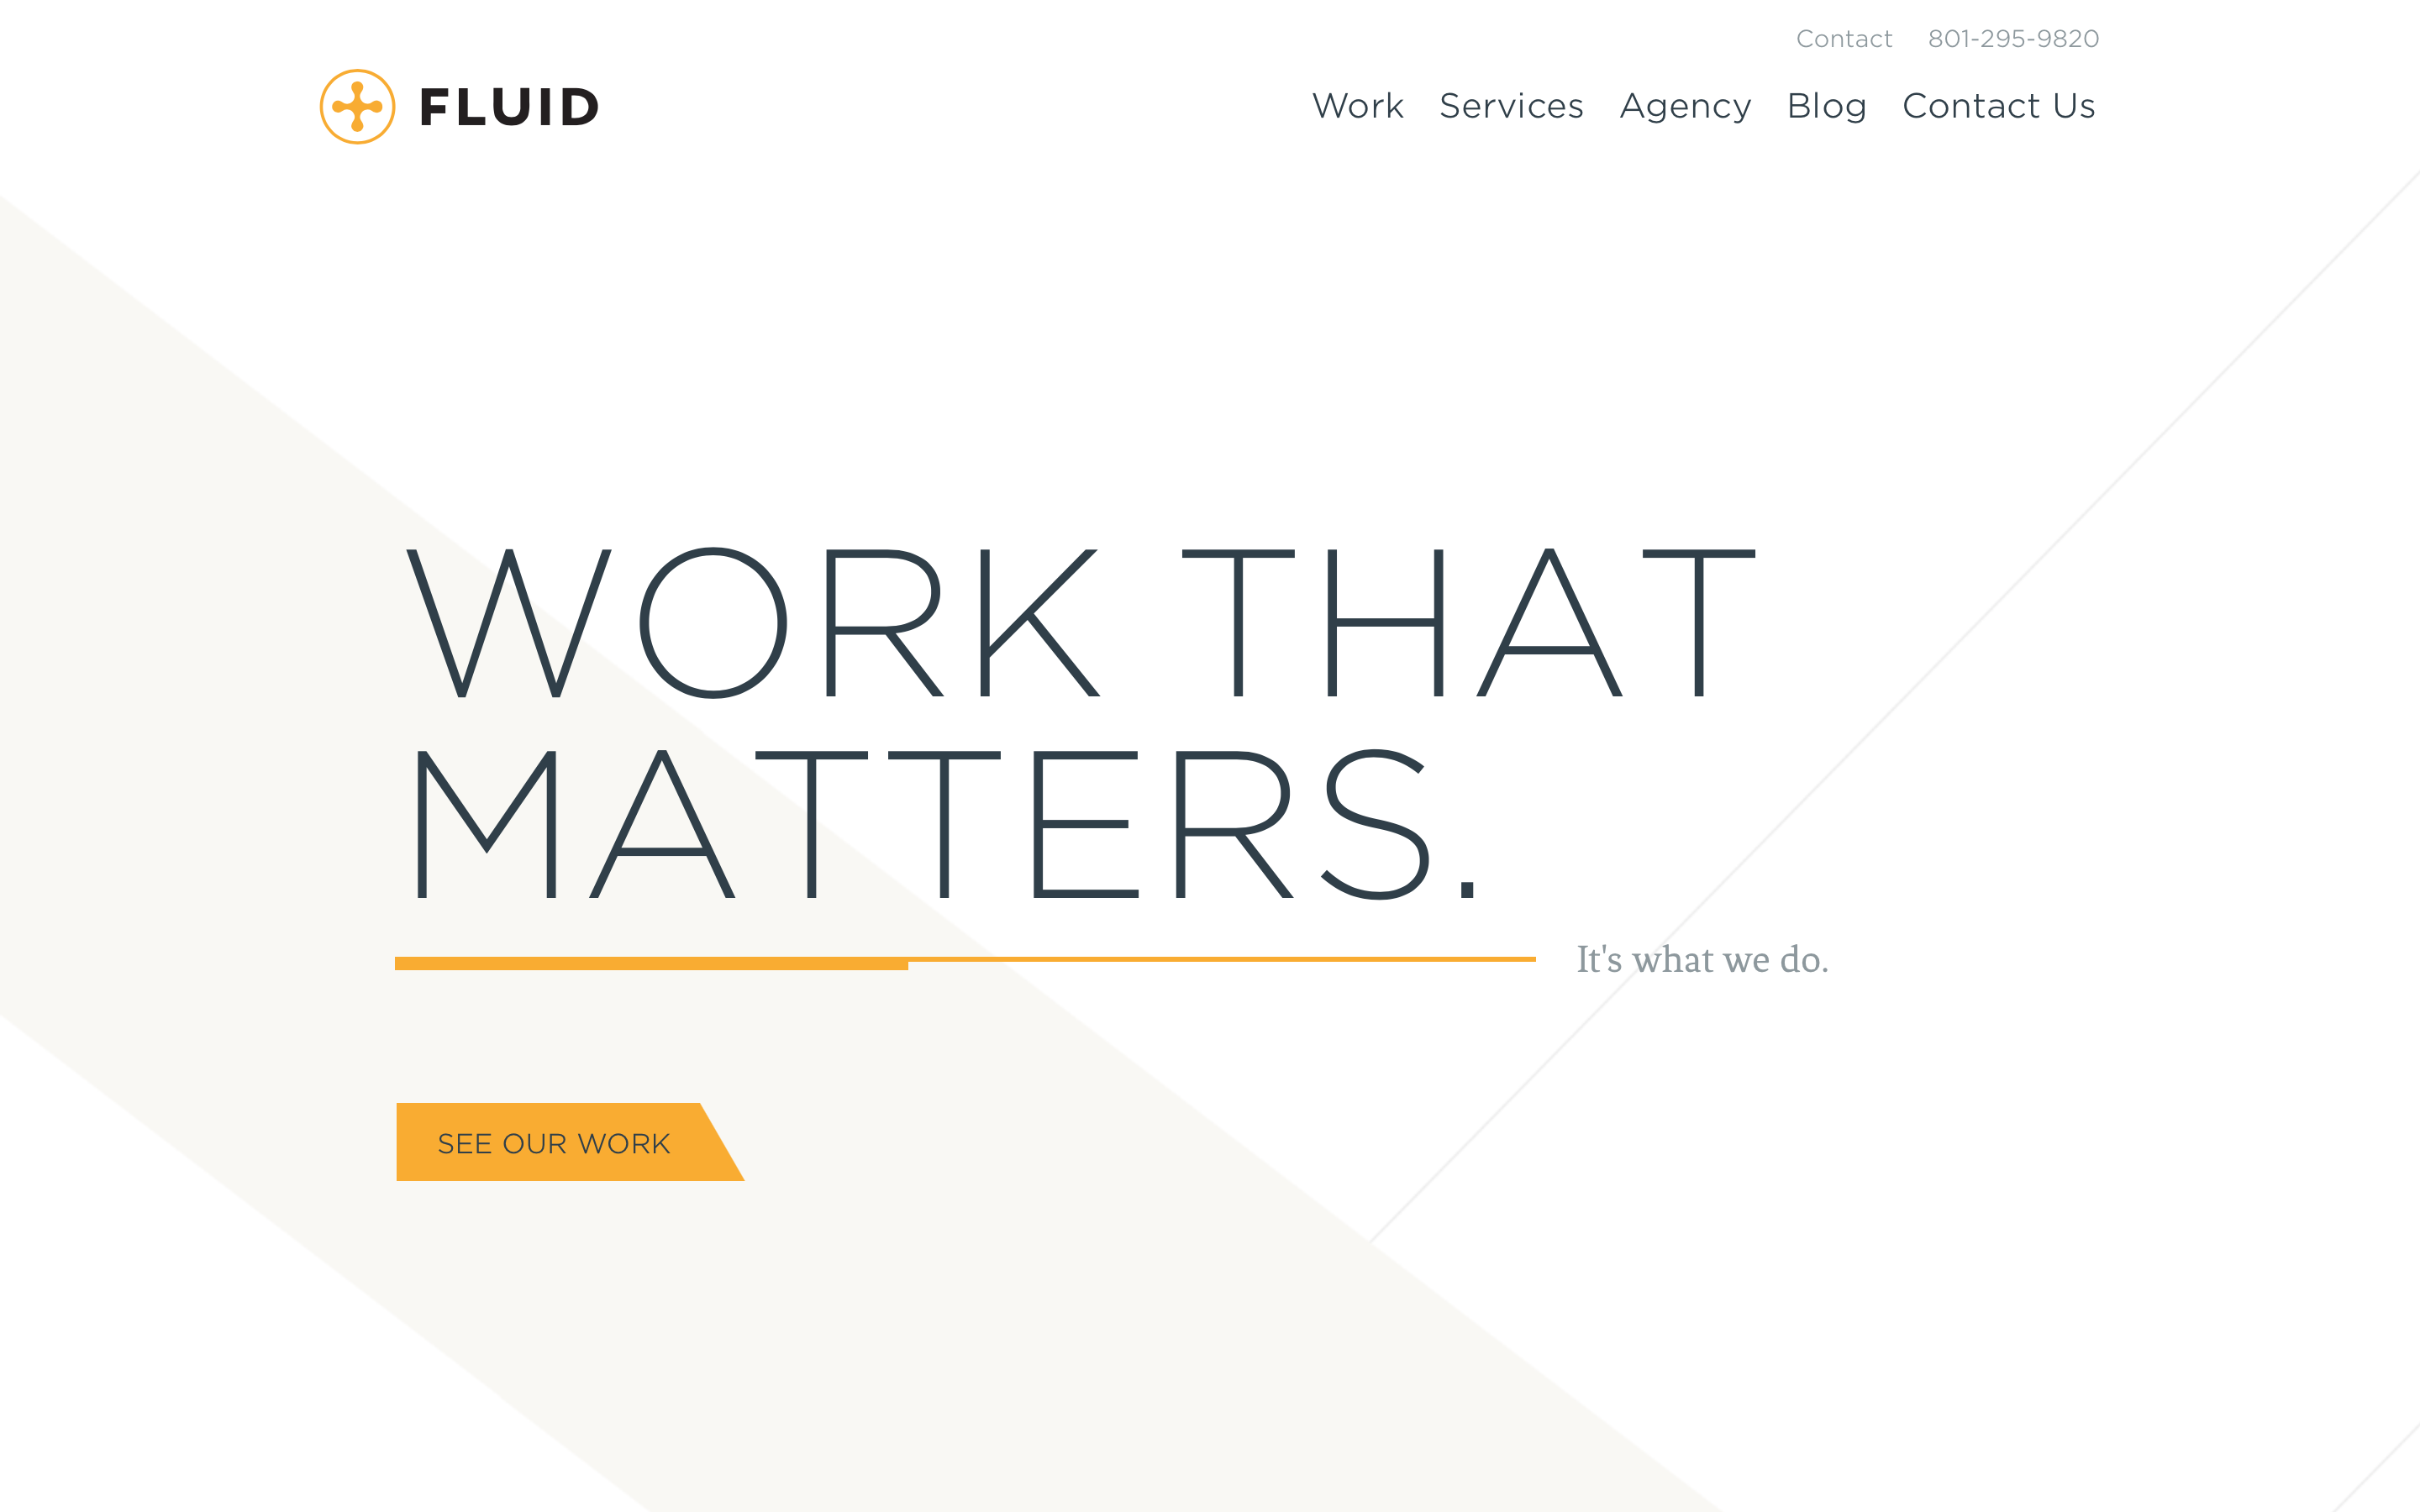 Contact 801-295-9820
FLUID
Work Services Agency Blog Contact Us
WORK THAT
MATTERS.
It's what we do.
SEE OUR WORK